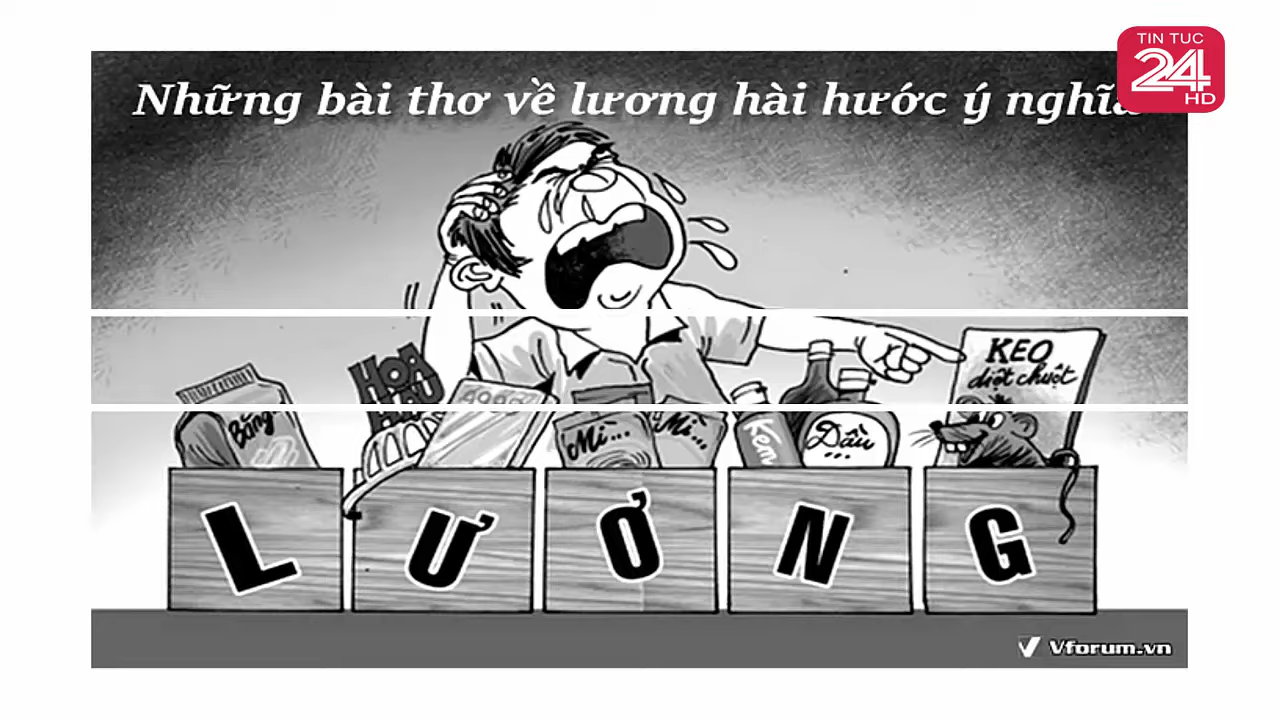 TIN TUC
24
HD
Những bài thơ về lương hài hước ý nghĩa
KEO
diệt chuột
HOA
Băng
Mì...
Mì...
Kem
Dầu
...
L Ư Ơ N G
Vforum.vn